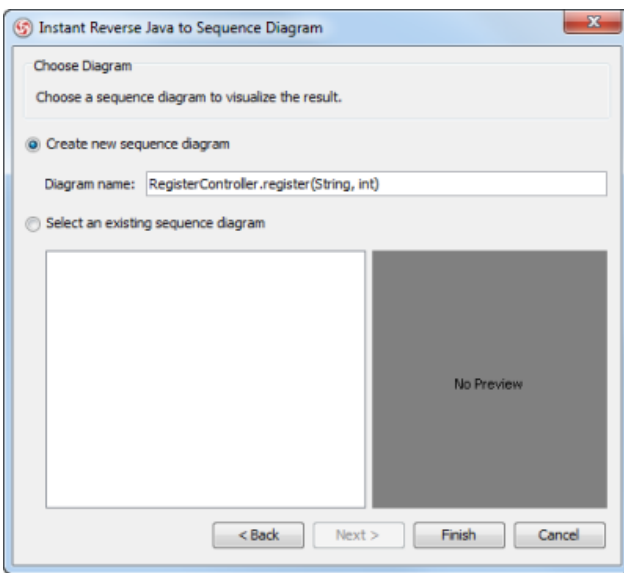 Instant Reverse Java to Sequence Diagram
Choose Diagram
Choose a sequence diagram to visualize the result.
Create new sequence diagram
Diagram name: RegisterController.register(String, int)
Select an existing sequence diagram
No Preview
< Back Next > Finish Cancel